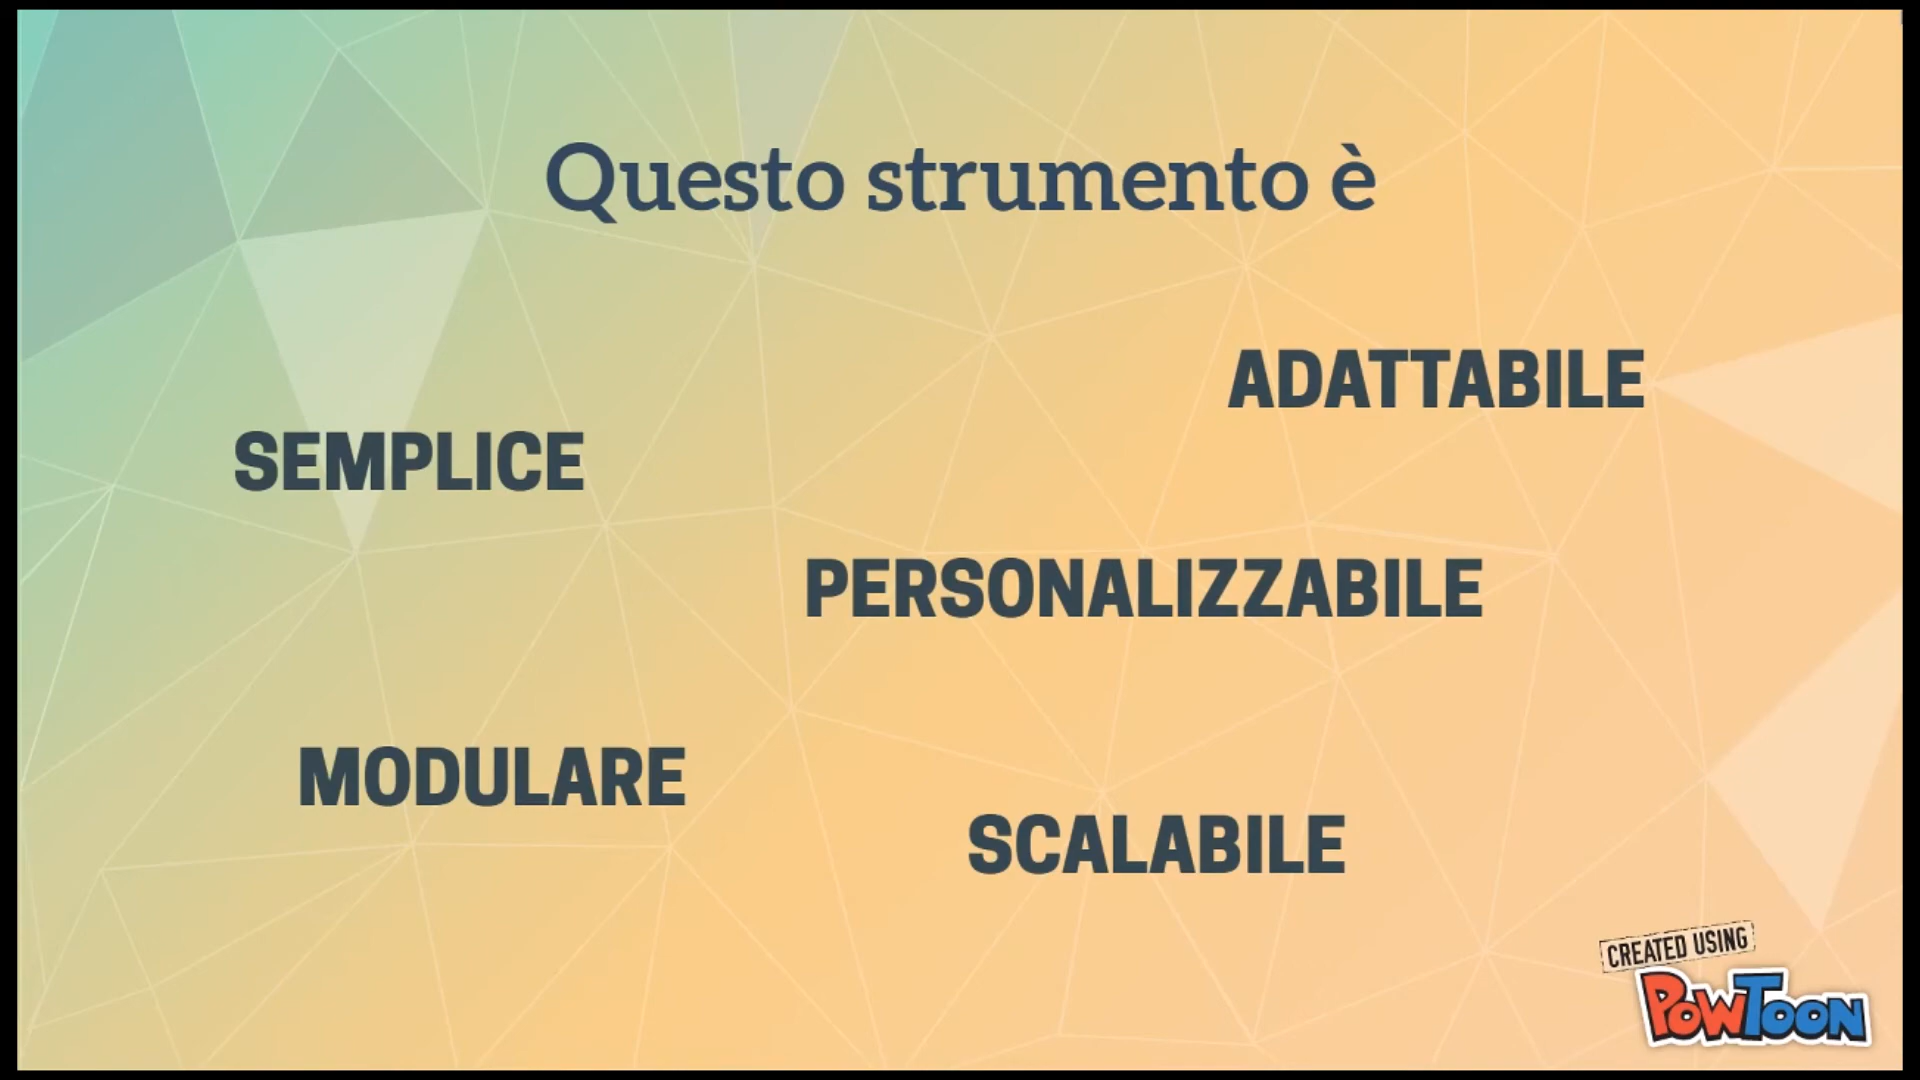 Questo strumento è
ADATTABILE
SEMPLICE
PERSONALIZZABILE
MODULARE
SCALABILE
CREATED USING
POWTOON